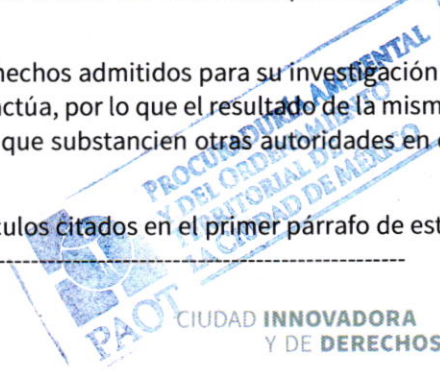 hechos admitidos para su investigación
actúa, por lo que el resultado de la mism
que substancien otras autoridades en
culos citados en el primer párrafo de est
PROCURADURÍA AMBIENTAL
Y DEL ORDENAMIENTO
TERRITORIAL DE
LA CIUDAD DE MÉXICO
PAOT
CIUDAD INNOVADORA
Y DE DERECHOS